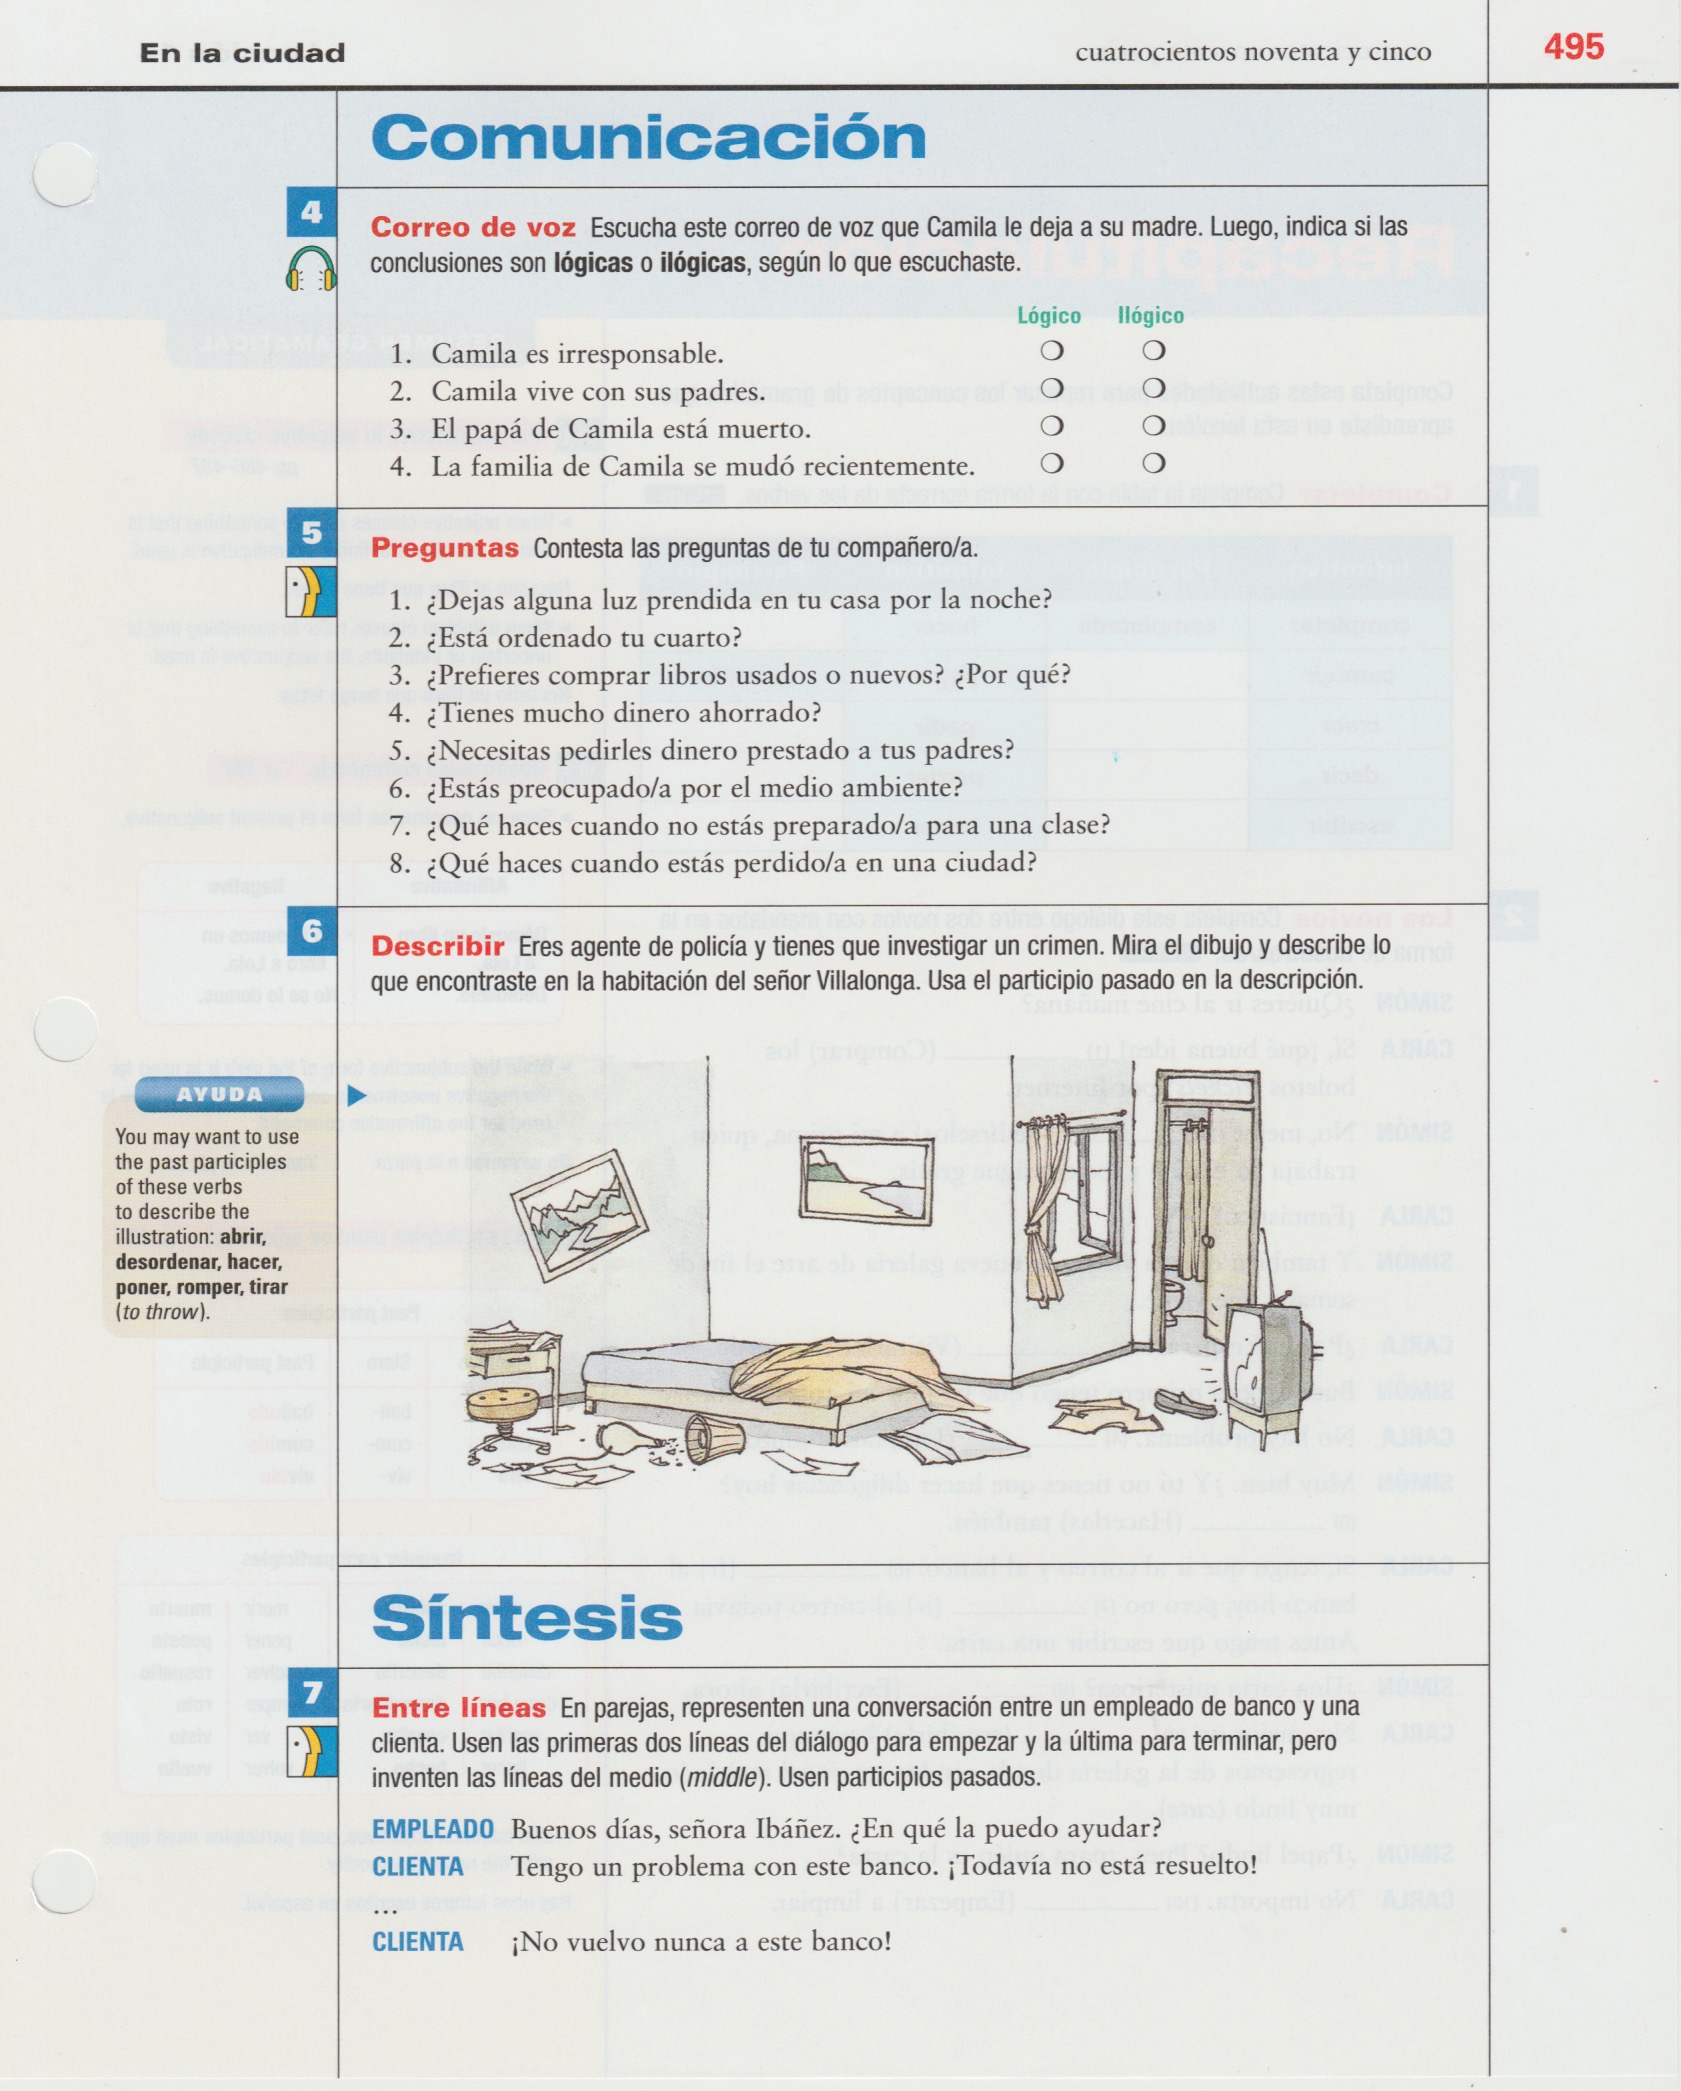 En la ciudad
cuatrocientos noventa y cinco
495
Comunicación
4
Correo de voz Escucha este correo de voz que Camila le deja a su madre. Luego, indica si las
conclusiones son lógicas o ilógicas, según lo que escuchaste.
Lógico Ilógico
1. Camila es irresponsable.
2. Camila vive con sus padres.
3. El papá de Camila está muerto.
4. La familia de Camila se mudó recientemente.
5
Preguntas Contesta las preguntas de tu compañero/a.
1. ¿Dejas alguna luz prendida en tu casa por la noche?
2. ¿Está ordenado tu cuarto?
3. ¿Prefieres comprar libros usados o nuevos? ¿Por qué?
4. ¿Tienes mucho dinero ahorrado?
5. ¿Necesitas pedirles dinero prestado a tus padres?
6. ¿Estás preocupado/a por el medio ambiente?
7. ¿Qué haces cuando no estás preparado/a para una clase?
8. ¿Qué haces cuando estás perdido/a en una ciudad?
6
Describir Eres agente de policía y tienes que investigar un crimen. Mira el dibujo y describe lo
que encontraste en la habitación del señor Villalonga. Usa el participio pasado en la descripción.
AYUDA
You may want to use
the past participles
of these verbs
to describe the
illustration: abrir,
desordenar, hacer,
poner, romper, tirar
(to throw).
Síntesis
7
Entre líneas En parejas, representen una conversación entre un empleado de banco y una
clienta. Usen las primeras dos líneas del diálogo para empezar y la última para terminar, pero
inventen las líneas del medio (middle). Usen participios pasados.
EMPLEADO Buenos días, señora Ibáñez. ¿En qué la puedo ayudar?
CLIENTA Tengo un problema con este banco. ¡Todavía no está resuelto!
...
CLIENTA ¡No vuelvo nunca a este banco!